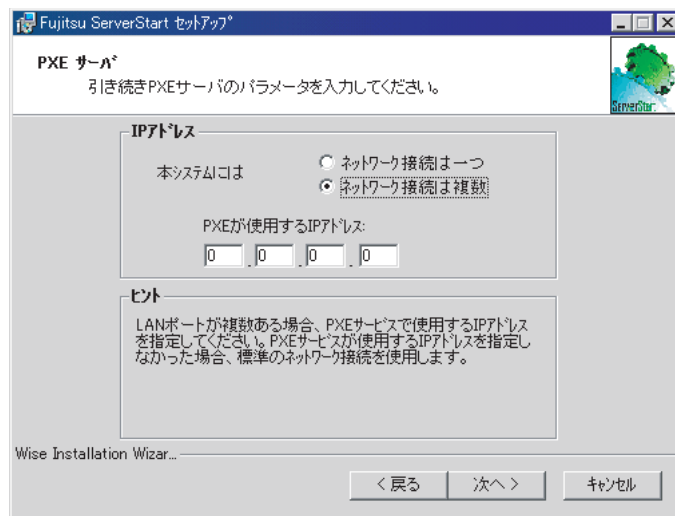 Fujitsu ServerStart ｾｯﾄｱｯﾌﾟ
PXE ｻｰﾊﾞ
引き続きPXEｻｰﾊﾞのﾊﾟﾗﾒｰﾀを入力してください。
ServerStart
IPｱﾄﾞﾚｽ
本ｼｽﾃﾑには
ﾈｯﾄﾜｰｸ接続は一つ
ﾈｯﾄﾜｰｸ接続は複数
PXEが使用するIPｱﾄﾞﾚｽ:
0 . 0 . 0 . 0
ﾋﾝﾄ
LANﾎﾟｰﾄが複数ある場合、PXEｻｰﾋﾞｽで使用するIPｱﾄﾞﾚｽ
を指定してください。PXEｻｰﾋﾞｽが使用するIPｱﾄﾞﾚｽを指定し
なかった場合、標準のﾈｯﾄﾜｰｸ接続を使用します。
Wise Installation Wizar...
< 戻る 次へ > ｷｬﾝｾﾙ